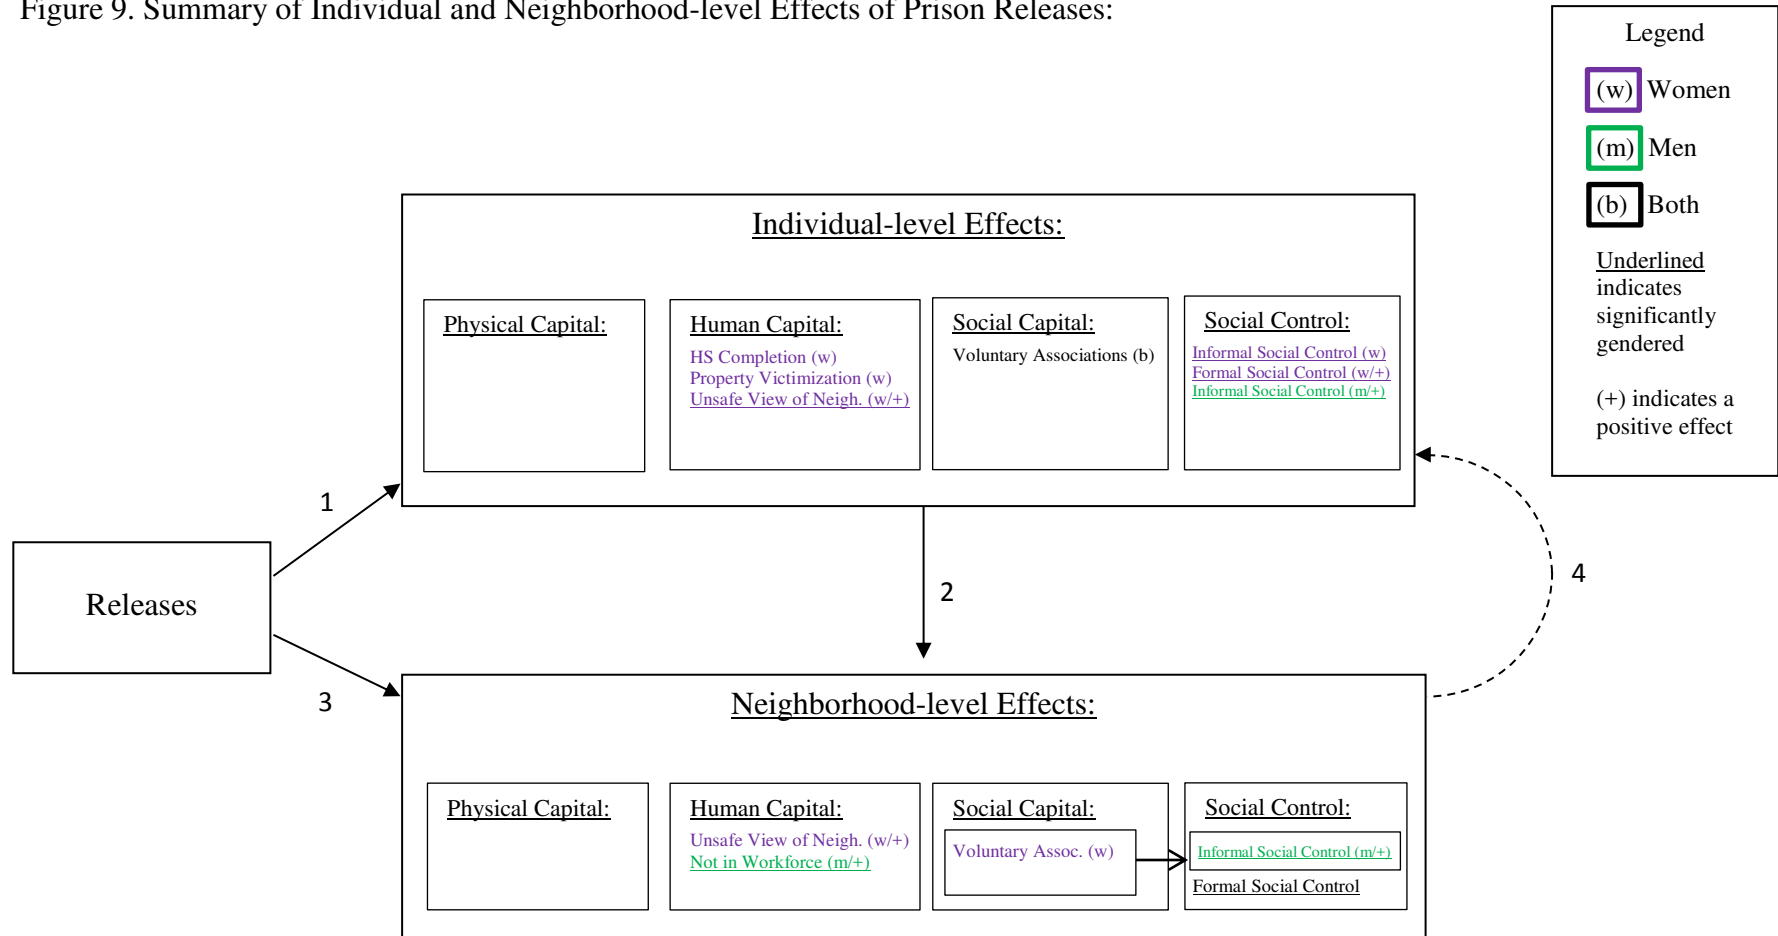 Figure 9. Summary of Individual and Neighborhood-level Effects of Prison Releases:
Legend
(w) Women
(m) Men
(b) Both
Underlined
indicates
significantly
gendered
(+) indicates a
positive effect
Individual-level Effects:
Physical Capital:
Human Capital:
HS Completion (w)
Property Victimization (w)
Unsafe View of Neigh. (w/+)
Social Capital:
Voluntary Associations (b)
Social Control:
Informal Social Control (w)
Formal Social Control (w/+)
Informal Social Control (m/+)
1
2
Releases
3
4
Neighborhood-level Effects:
Physical Capital:
Human Capital:
Unsafe View of Neigh. (w/+)
Not in Workforce (m/+)
Social Capital:
Voluntary Assoc. (w)
Social Control:
Informal Social Control (m/+)
Formal Social Control